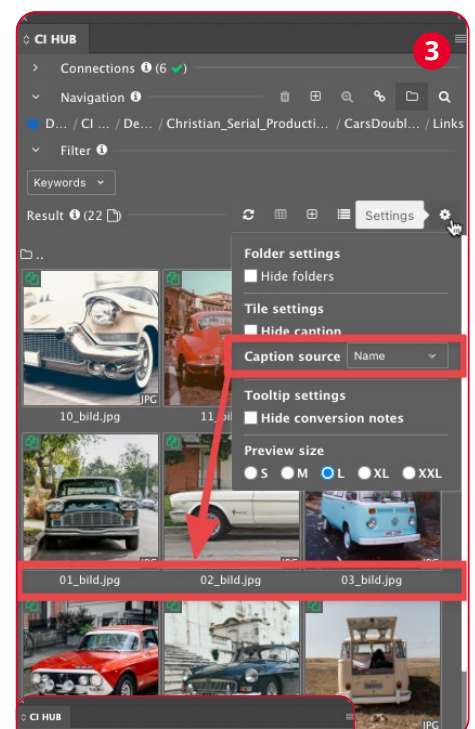 CI HUB
3
Connections (6 ✔)
Navigation
D... / CI ... / De... / Christian_Serial_Producti... / CarsDoubl... / Links
Filter
Keywords
Result (22)
Settings
..
Folder settings
Hide folders
Tile settings
Hide caption
Caption source Name
Tooltip settings
Hide conversion notes
Preview size
S M L XL XXL
JPG
10_bild.jpg
JPG JPG
01_bild.jpg 02_bild.jpg 03_bild.jpg
CI HUB
JPG